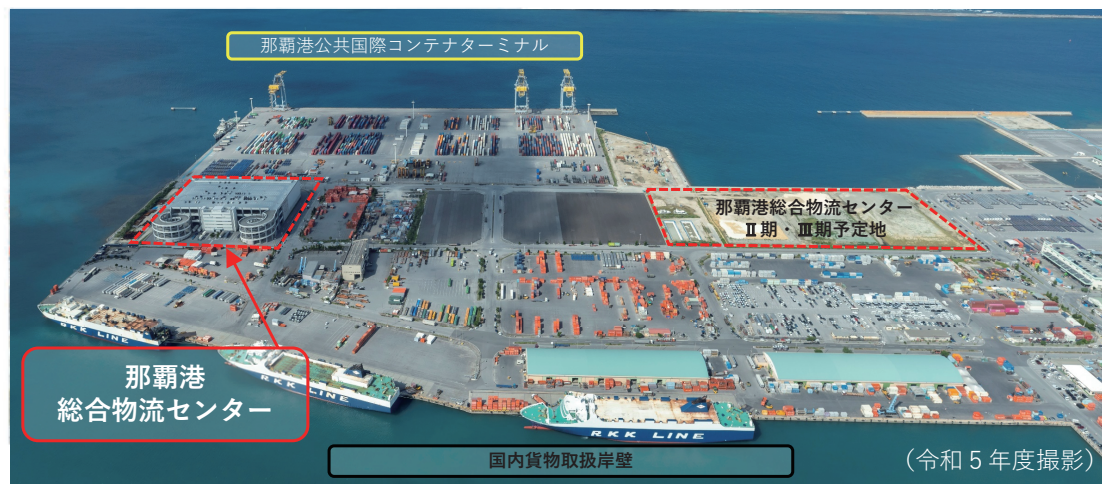 那覇港公共国際コンテナターミナル
那覇港総合物流センター
Ⅱ期・Ⅲ期予定地
那覇港
総合物流センター
RKK LINE
RKK LINE
RKK LINE
国内貨物取扱岸壁
（令和５年度撮影）